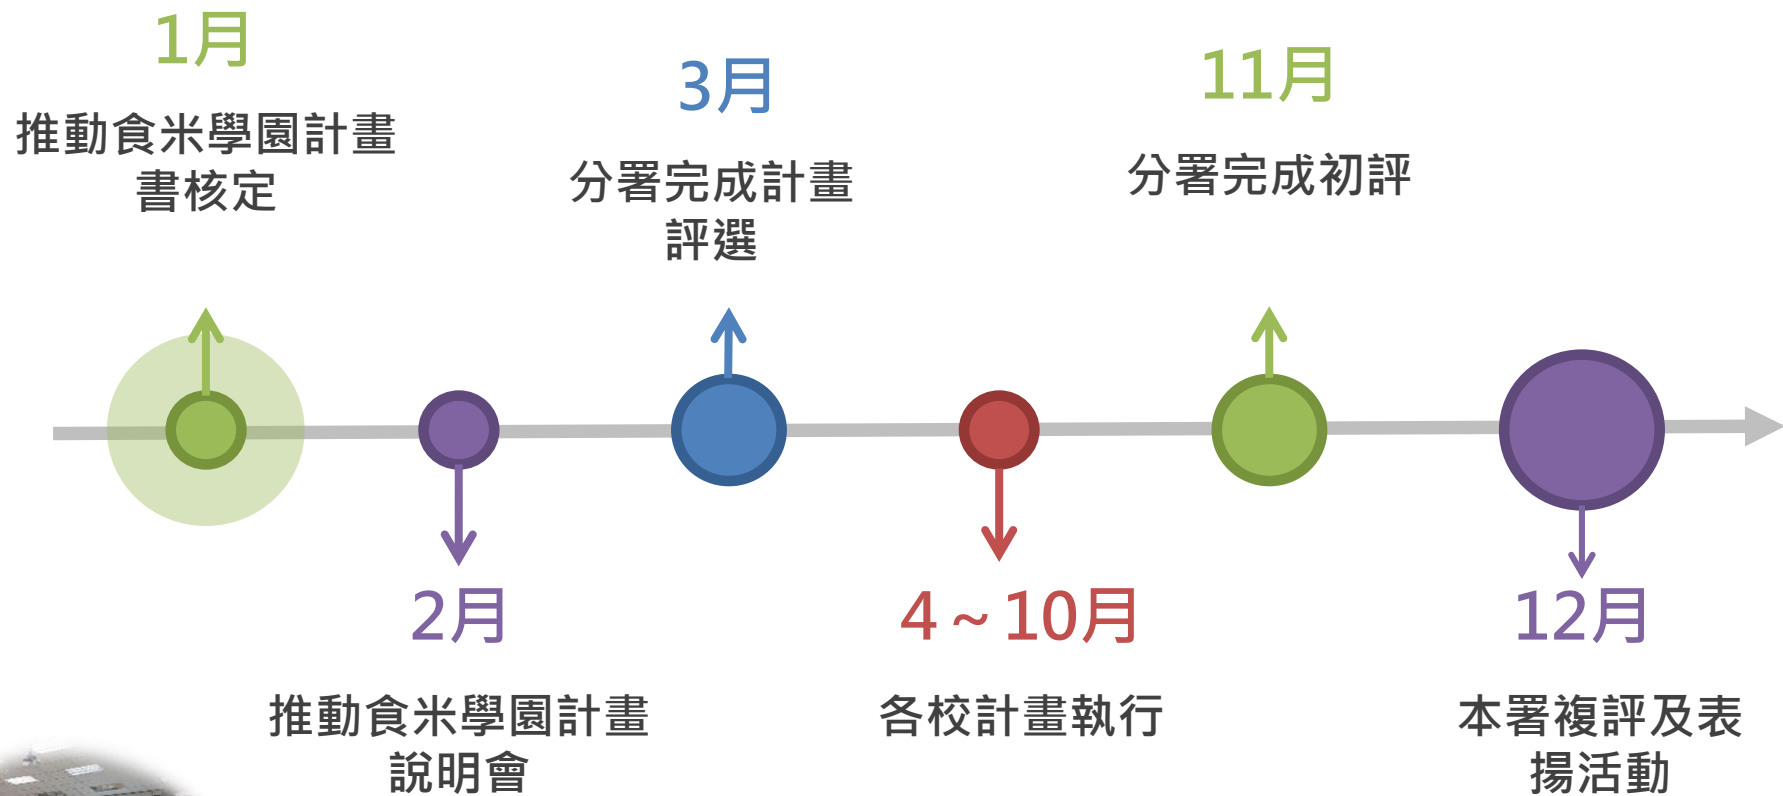 1月
推動食米學園計畫
書核定
2月
推動食米學園計畫
說明會
3月
分署完成計畫
評選
4~10月
各校計畫執行
11月
分署完成初評
12月
本署複評及表
揚活動